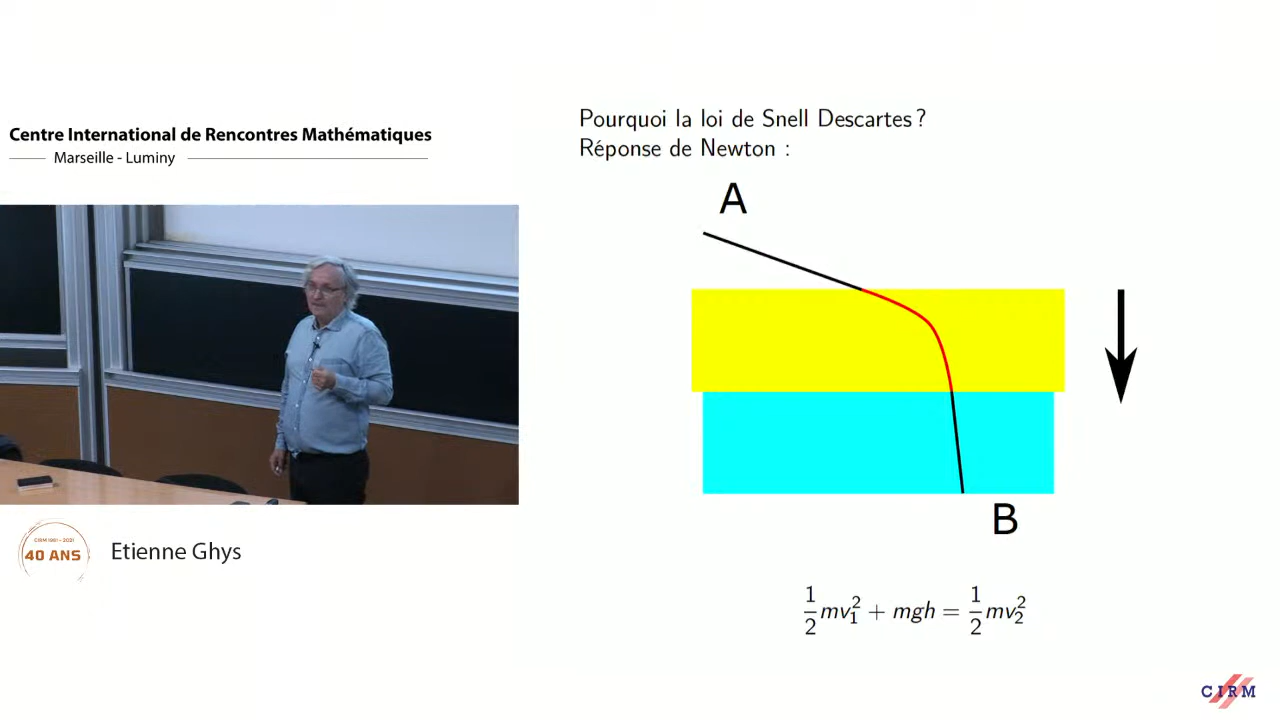 Centre International de Rencontres Mathématiques
Marseille - Luminy
CIRM 1981 - 2021
40 ANS
Etienne Ghys
Pourquoi la loi de Snell Descartes ?
Réponse de Newton :
A
B
1/2 mv₁² + mgh = 1/2 mv₂²
CIRM